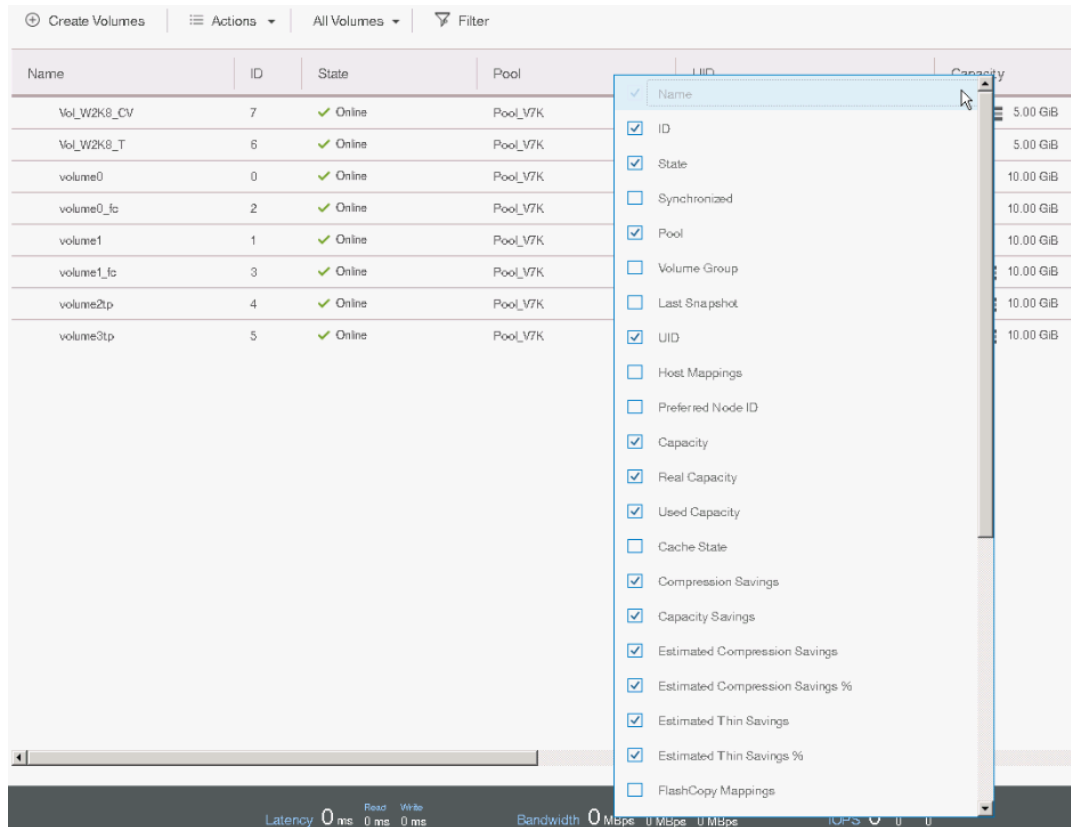 Create Volumes Actions All Volumes Filter
Name ID State Pool UID Capacity
Vol_W2K8_CV 7 Online Pool_V7K 5.00 GiB
Vol_W2K8_T 6 Online Pool_V7K 5.00 GiB
volume0 0 Online Pool_V7K 10.00 GiB
volume0_fc 2 Online Pool_V7K 10.00 GiB
volume1 1 Online Pool_V7K 10.00 GiB
volume1_fc 3 Online Pool_V7K 10.00 GiB
volume2tp 4 Online Pool_V7K 10.00 GiB
volume3tp 5 Online Pool_V7K 10.00 GiB
Name
ID
State
Synchronized
Pool
Volume Group
Last Snapshot
UID
Host Mappings
Preferred Node ID
Capacity
Real Capacity
Used Capacity
Cache State
Compression Savings
Capacity Savings
Estimated Compression Savings
Estimated Compression Savings %
Estimated Thin Savings
Estimated Thin Savings %
FlashCopy Mappings
Read Write
Latency 0 ms 0 ms 0 ms Bandwidth 0 MBps 0 MBps 0 MBps IOPS 0 0 0